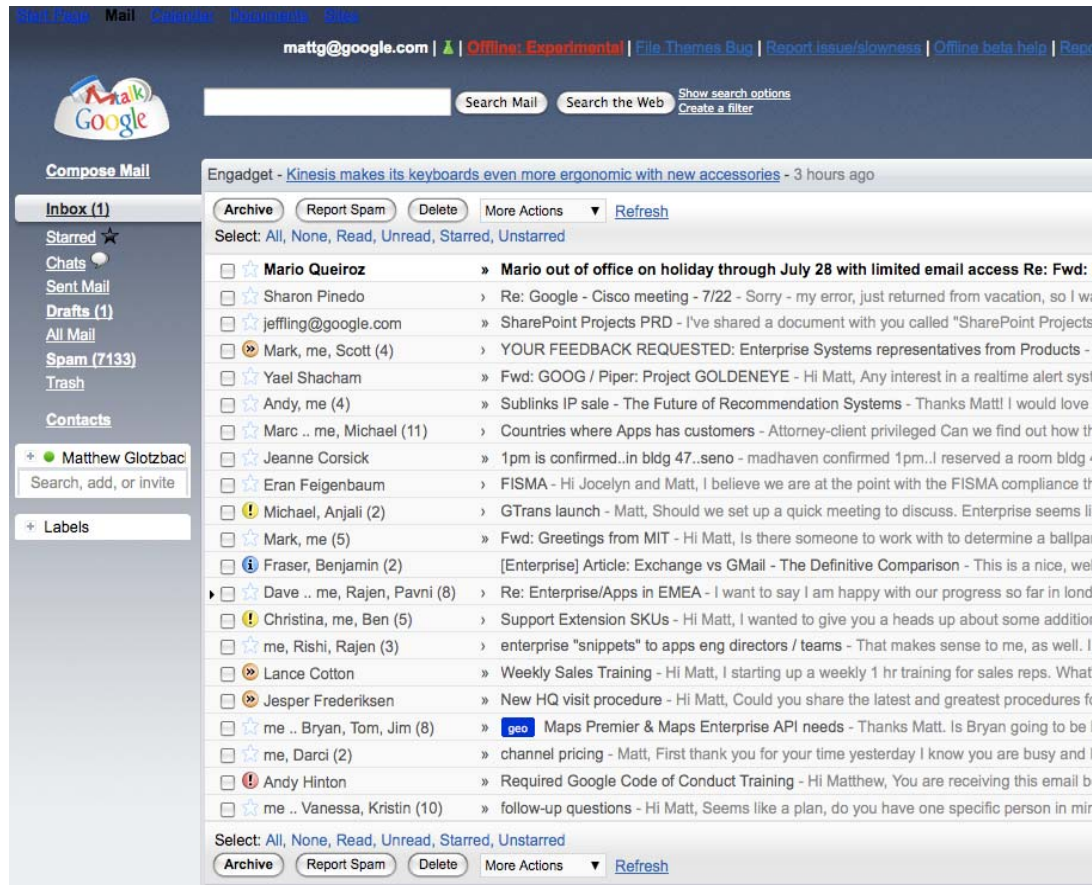 Start Page Mail Calendar Documents Sites
mattg@google.com | Offline: Experimental | File Themes Bug | Report issue/slowness | Offline beta help | Repo
talk
Google
Search Mail Search the Web Show search options
Create a filter
Compose Mail
Inbox (1)
Starred
Chats
Sent Mail
Drafts (1)
All Mail
Spam (7133)
Trash
Contacts
+ Matthew Glotzbac
Search, add, or invite
+ Labels
Engadget - Kinesis makes its keyboards even more ergonomic with new accessories - 3 hours ago
Archive Report Spam Delete More Actions ▼ Refresh
Select: All, None, Read, Unread, Starred, Unstarred
Mario Queiroz » Mario out of office on holiday through July 28 with limited email access Re: Fwd:
Sharon Pinedo › Re: Google - Cisco meeting - 7/22 - Sorry - my error, just returned from vacation, so I wa
jeffling@google.com » SharePoint Projects PRD - I've shared a document with you called "SharePoint Projects
Mark, me, Scott (4) › YOUR FEEDBACK REQUESTED: Enterprise Systems representatives from Products -
Yael Shacham » Fwd: GOOG / Piper: Project GOLDENEYE - Hi Matt, Any interest in a realtime alert syst
Andy, me (4) » Sublinks IP sale - The Future of Recommendation Systems - Thanks Matt! I would love
Marc .. me, Michael (11) › Countries where Apps has customers - Attorney-client privileged Can we find out how th
Jeanne Corsick » 1pm is confirmed..in bldg 47..seno - madhaven confirmed 1pm..I reserved a room bldg 4
Eran Feigenbaum › FISMA - Hi Jocelyn and Matt, I believe we are at the point with the FISMA compliance th
Michael, Anjali (2) › GTrans launch - Matt, Should we set up a quick meeting to discuss. Enterprise seems li
Mark, me (5) » Fwd: Greetings from MIT - Hi Matt, Is there someone to work with to determine a ballpar
Fraser, Benjamin (2) [Enterprise] Article: Exchange vs GMail - The Definitive Comparison - This is a nice, wel
Dave .. me, Rajen, Pavni (8) › Re: Enterprise/Apps in EMEA - I want to say I am happy with our progress so far in lond
Christina, me, Ben (5) › Support Extension SKUs - Hi Matt, I wanted to give you a heads up about some addition
me, Rishi, Rajen (3) › enterprise "snippets" to apps eng directors / teams - That makes sense to me, as well. I
Lance Cotton » Weekly Sales Training - Hi Matt, I starting up a weekly 1 hr training for sales reps. What
Jesper Frederiksen » New HQ visit procedure - Hi Matt, Could you share the latest and greatest procedures fo
me .. Bryan, Tom, Jim (8) » geo Maps Premier & Maps Enterprise API needs - Thanks Matt. Is Bryan going to be
me, Darci (2) » channel pricing - Matt, First thank you for your time yesterday I know you are busy and
Andy Hinton » Required Google Code of Conduct Training - Hi Matthew, You are receiving this email b
me .. Vanessa, Kristin (10) » follow-up questions - Hi Matt, Seems like a plan, do you have one specific person in min
Select: All, None, Read, Unread, Starred, Unstarred
Archive Report Spam Delete More Actions ▼ Refresh